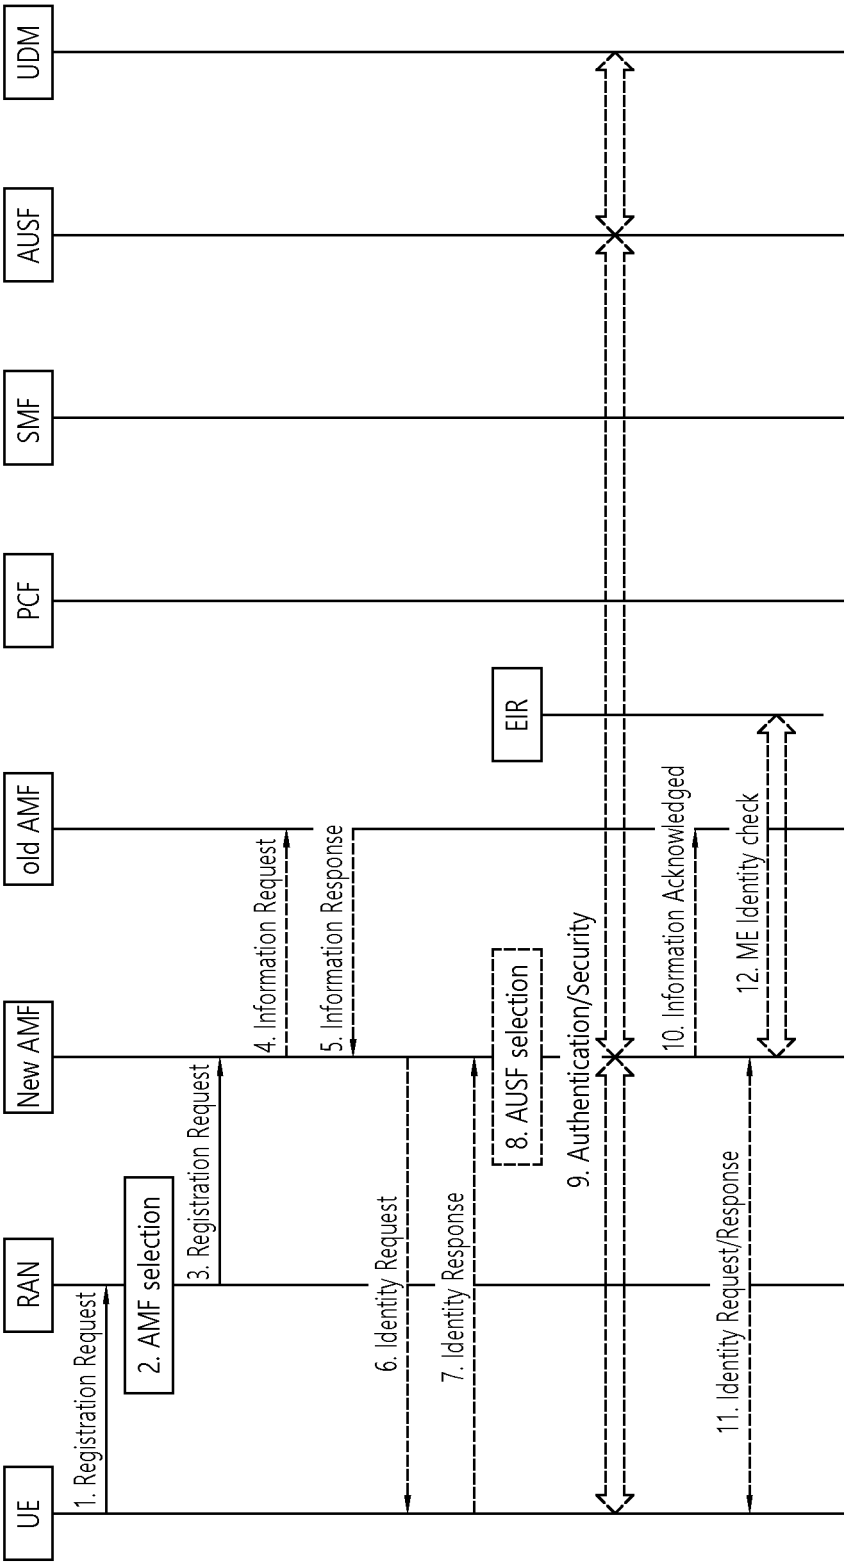 UE
RAN
New AMF
old AMF
PCF
SMF
AUSF
UDM
1. Registration Request
2. AMF selection
3. Registration Request
4. Information Request
5. Information Response
6. Identity Request
7. Identity Response
8. AUSF selection
EIR
9. Authentication/Security
10. Information Acknowledged
11. Identity Request/Response
12. ME Identity check